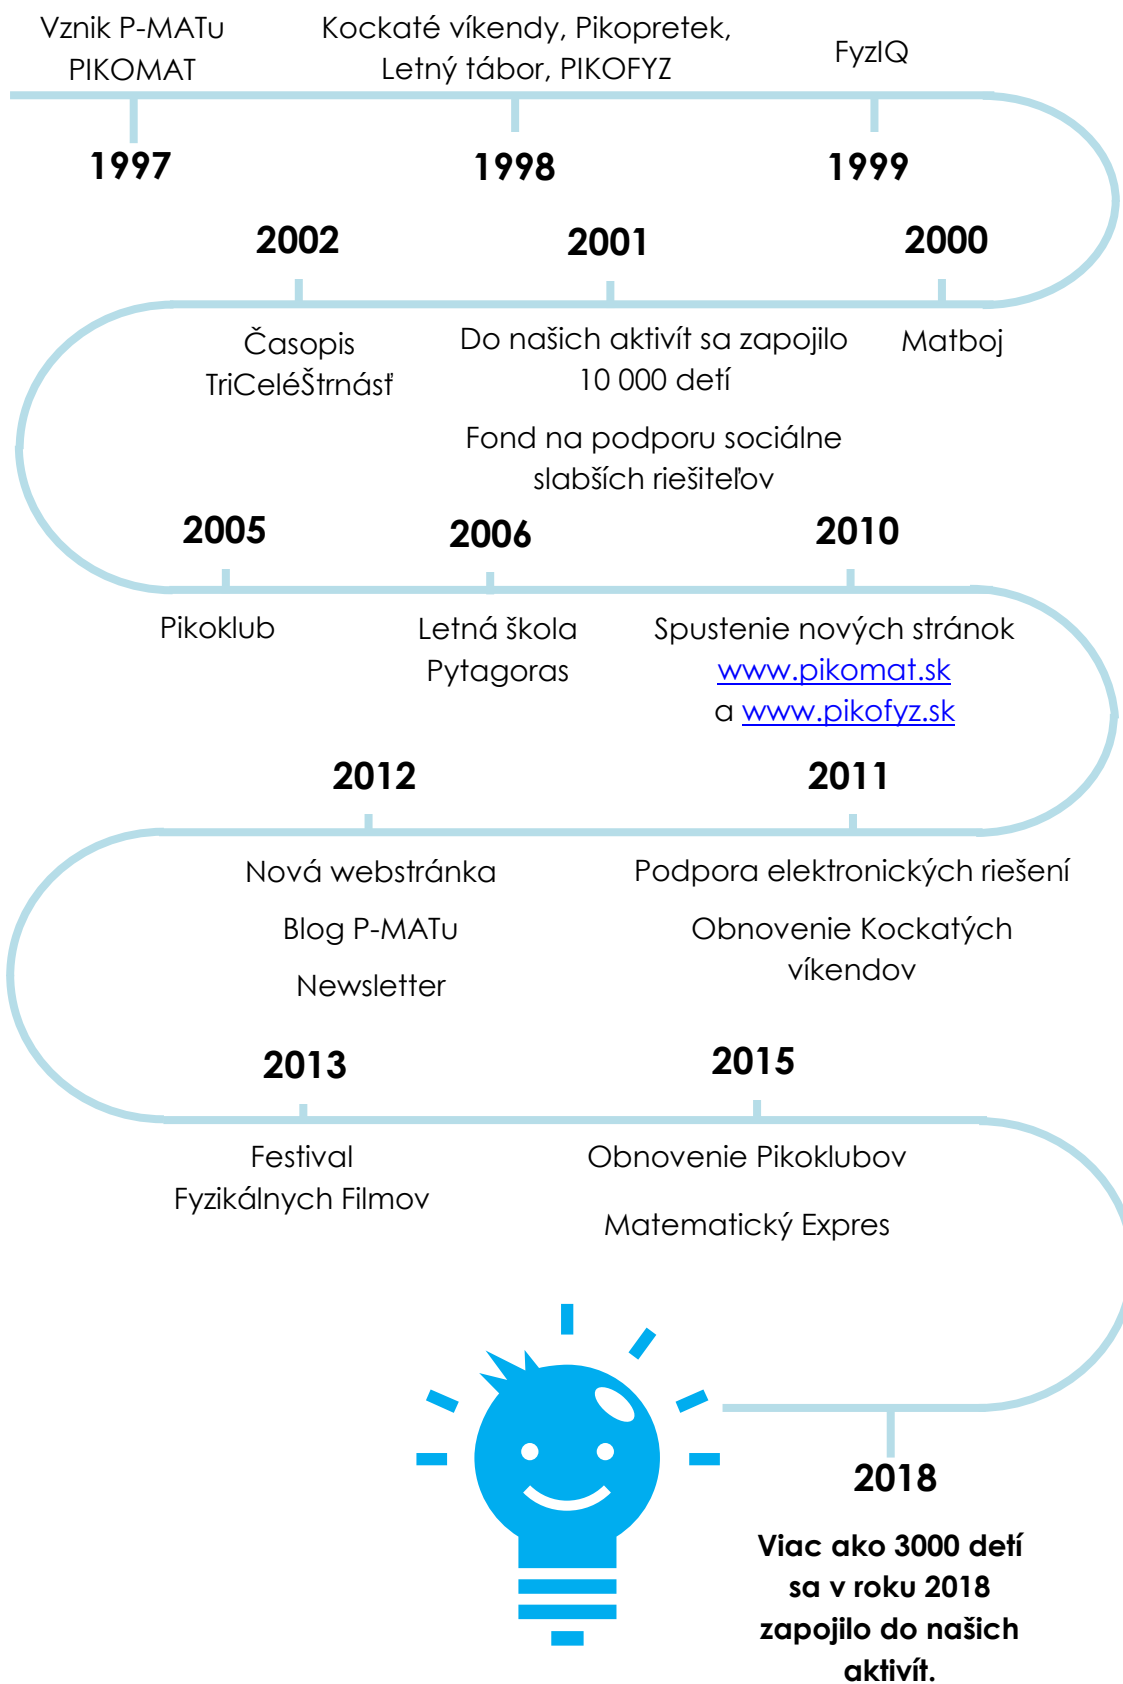 Vznik P-MATu
PIKOMAT
Kockaté víkendy, Pikopretek,
Letný tábor, PIKOFYZ
FyzIQ
1997
1998
1999
2002
2001
2000
Časopis
TriCeléŠtrnásť
Do našich aktivít sa zapojilo
10 000 detí
Fond na podporu sociálne
slabších riešiteľov
Matboj
2005
2006
2010
Pikoklub
Letná škola
Pytagoras
Spustenie nových stránok
www.pikomat.sk
a www.pikofyz.sk
2012
2011
Nová webstránka
Blog P-MATu
Newsletter
Podpora elektronických riešení
Obnovenie Kockatých
víkendov
2013
2015
Festival
Fyzikálnych Filmov
Obnovenie Pikoklubov
Matematický Expres
2018
Viac ako 3000 detí
sa v roku 2018
zapojilo do našich
aktivít.